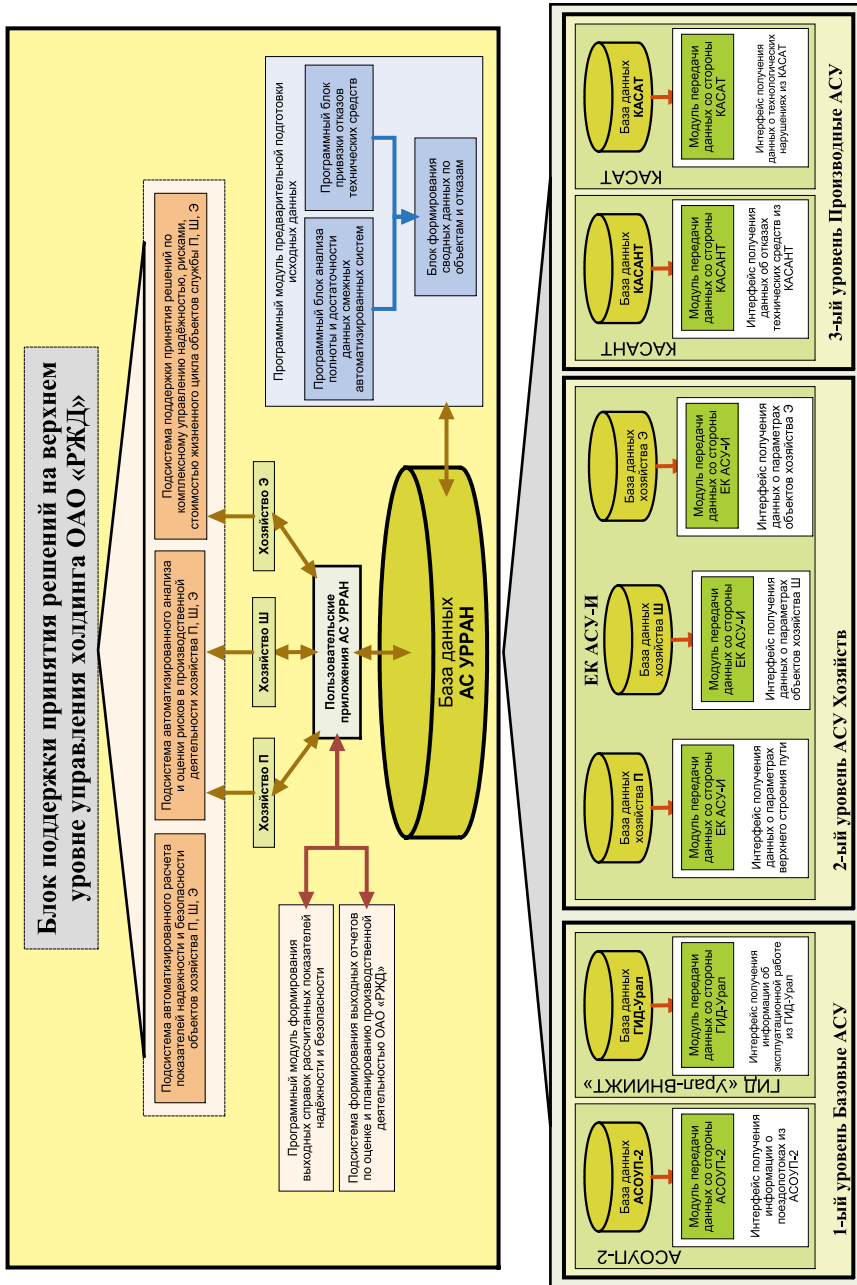 Блок поддержки принятия решений на верхнем
уровне управления холдинга ОАО «РЖД»
Подсистема автоматизированного расчета
показателей надежности и безопасности
объектов хозяйства П, Ш, Э
Подсистема автоматизированного анализа
и оценки рисков в производственной
деятельности хозяйства П, Ш, Э
Подсистема поддержки принятия решений по
комплексному управлению надёжностью, рисками,
стоимостью жизненного цикла объектов службы П, Ш, Э
Хозяйство П
Хозяйство Ш
Хозяйство Э
Программный модуль формирования
выходных справок рассчитанных показателей
надёжности и безопасности
Подсистема формирования выходных отчетов
по оценке и планированию производственной
деятельностью ОАО «РЖД»
Пользовательские
приложения АС УРРАН
База данных
АС УРРАН
Программный модуль предварительной подготовки
исходных данных
Программный блок анализа
полноты и достаточности
данных смежных
автоматизированных систем
Программный блок
привязки отказов
технических средств
Блок формирования
сводных данных по
объектам и отказам
АСОУП-2
База данных
АСОУП-2
Модуль передачи
данных со стороны
АСОУП-2
Интерфейс получения
информации о
поездопотоках из
АСОУП-2
ГИД «Урал-ВНИИЖТ»
База данных
ГИД-Урал
Модуль передачи
данных со стороны
ГИД-Урал
Интерфейс получения
информации об
эксплуатационной работе
из ГИД-Урал
1-ый уровень Базовые АСУ
ЕК АСУ-И
База данных
хозяйства П
Модуль передачи
данных со стороны
ЕК АСУ-И
Интерфейс получения
данных о параметрах
верхнего строения пути
База данных
хозяйства Ш
Модуль передачи
данных со стороны
ЕК АСУ-И
Интерфейс получения
данных о параметрах
объектов хозяйства Ш
База данных
хозяйства Э
Модуль передачи
данных со стороны
ЕК АСУ-И
Интерфейс получения
данных о параметрах
объектов хозяйства Э
2-ый уровень АСУ Хозяйств
КАСАНТ
База данных
КАСАНТ
Модуль передачи
данных со стороны
КАСАНТ
Интерфейс получения
данных об отказах
технических средств из
КАСАНТ
КАСАТ
База данных
КАСАТ
Модуль передачи
данных со стороны
КАСАТ
Интерфейс получения
данных о технологических
нарушениях из КАСАТ
3-ый уровень Производные АСУ